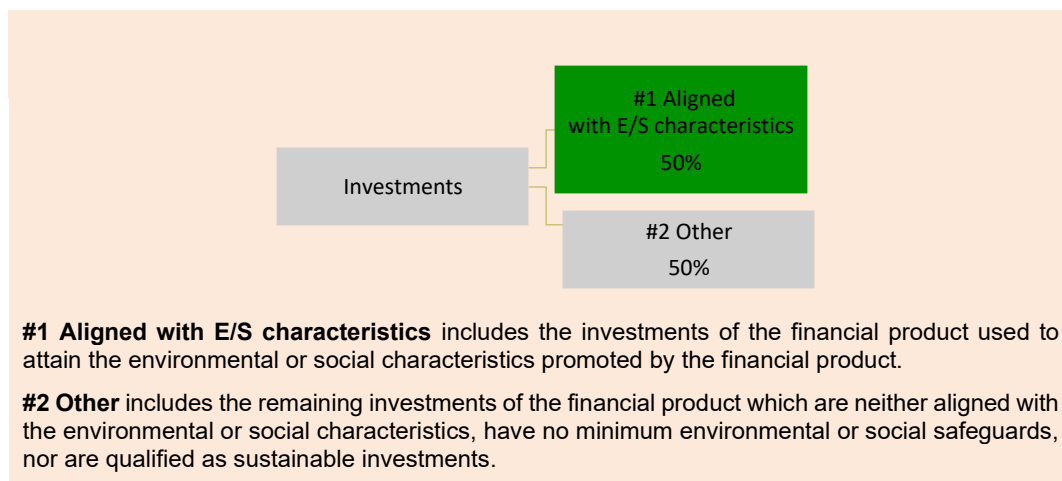 #1 Aligned
with E/S characteristics
50%
Investments
#2 Other
50%
#1 Aligned with E/S characteristics includes the investments of the financial product used to
attain the environmental or social characteristics promoted by the financial product.
#2 Other includes the remaining investments of the financial product which are neither aligned with
the environmental or social characteristics, have no minimum environmental or social safeguards,
nor are qualified as sustainable investments.